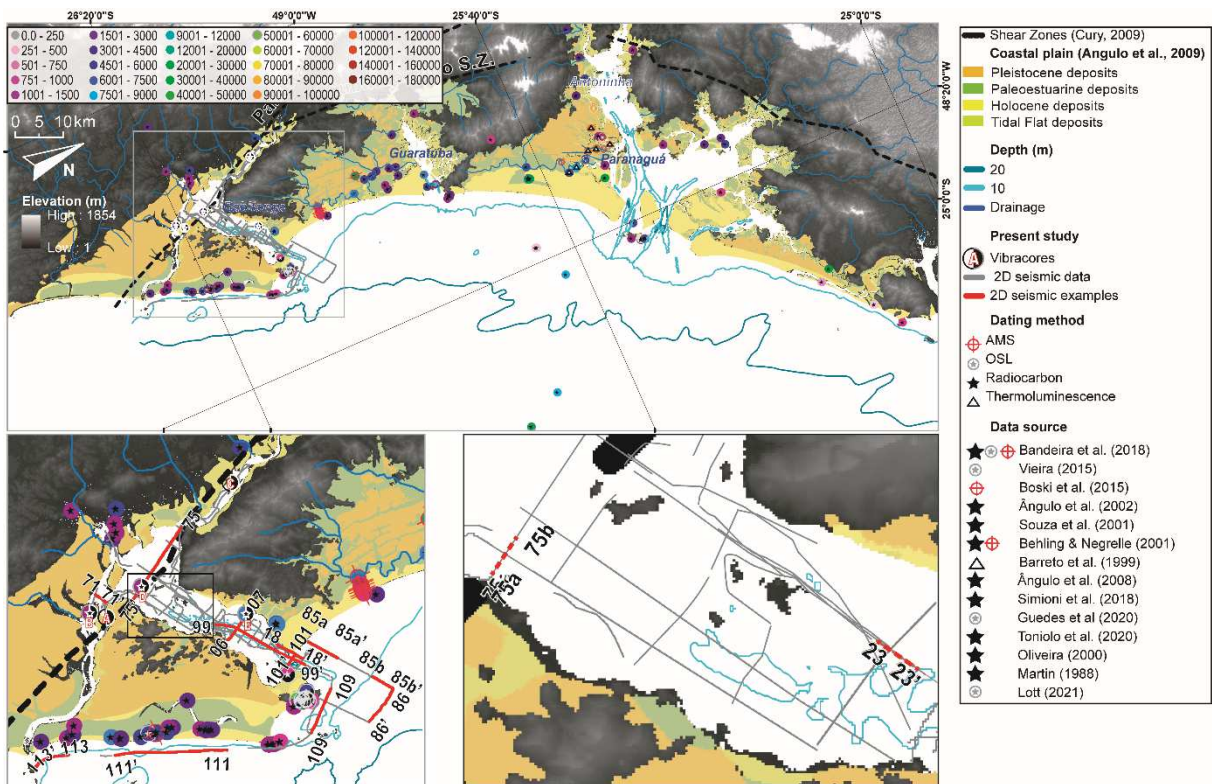 26°20'0"S
49°0'0"W
25°40'0"S
25°0'0"S
0.0 - 250
251 - 500
501 - 750
751 - 1000
1001 - 1500
1501 - 3000
3001 - 4500
4501 - 6000
6001 - 7500
7501 - 9000
9001 - 12000
12001 - 20000
20001 - 30000
30001 - 40000
40001 - 50000
50001 - 60000
60001 - 70000
70001 - 80000
80001 - 90000
90001 - 100000
100001 - 120000
120001 - 140000
140001 - 160000
160001 - 180000
0 5 10km
N
Elevation (m)
High : 1854
Low : 1
S.Z.
Guaratuba
Antoninha
Paranaguá
48°20'0"W
25°0'0"S
Shear Zones (Cury, 2009)
Coastal plain (Angulo et al., 2009)
Pleistocene deposits
Paleoestuarine deposits
Holocene deposits
Tidal Flat deposits
Depth (m)
20
10
Drainage
Present study
A Vibracores
2D seismic data
2D seismic examples
Dating method
AMS
OSL
Radiocarbon
Thermoluminescence
Data source
Bandeira et al. (2018)
Vieira (2015)
Boski et al. (2015)
Ângulo et al. (2002)
Souza et al. (2001)
Behling & Negrelle (2001)
Barreto et al. (1999)
Ângulo et al. (2008)
Simioni et al. (2018)
Guedes et al (2020)
Toniolo et al. (2020)
Oliveira (2000)
Martin (1988)
Lott (2021)
75
71
71'
75'
B
A
99
06
07
18
101
85a
85a'
18'
99'
85b
85b'
109
86
86'
109'
113'
113
111'
111
75b
75a
23
23'